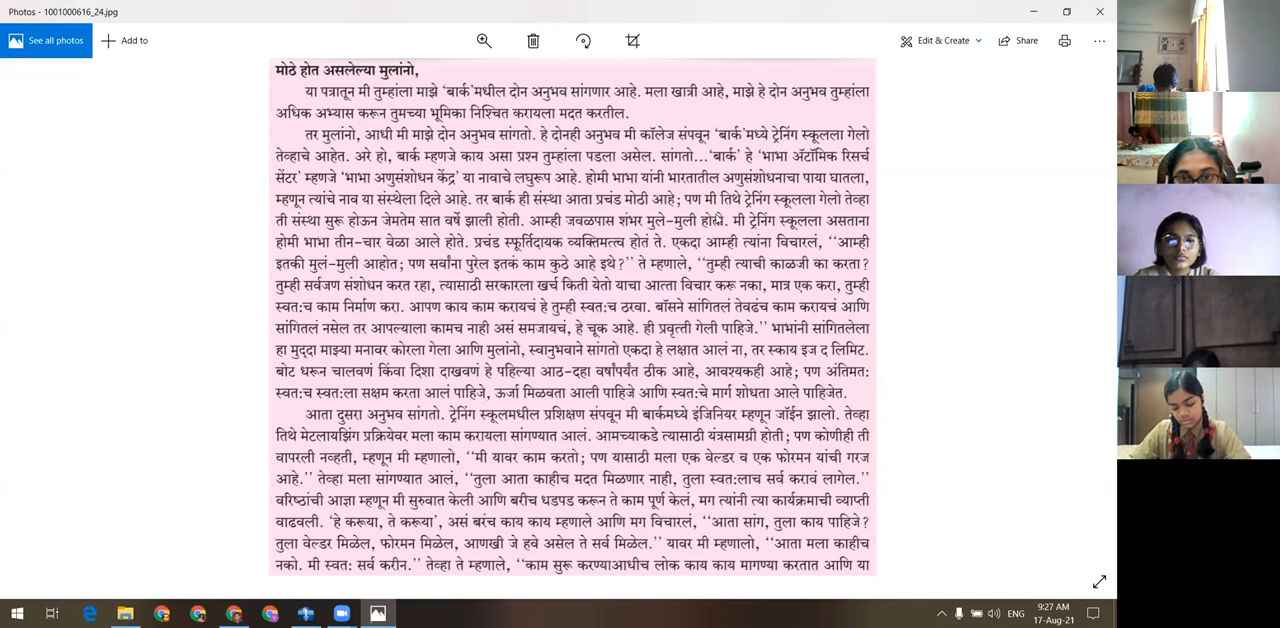 Photos - 1001000616_24.jpg
See all photos
Add to
Edit & Create
Share
मोठे होत असलेल्या मुलांनो,
या पत्रातून मी तुम्हांला माझे ‘बार्क’मधील दोन अनुभव सांगणार आहे. मला खात्री आहे, माझे हे दोन अनुभव तुम्हांला
अधिक अभ्यास करून तुमच्या भूमिका निश्चित करायला मदत करतील.
तर मुलांनो, आधी मी माझे दोन अनुभव सांगतो. हे दोनही अनुभव मी कॉलेज संपवून ‘बार्क’मध्ये ट्रेनिंग स्कूलला गेलो
तेव्हाचे आहेत. अरे हो, बार्क म्हणजे काय असा प्रश्न तुम्हांला पडला असेल. सांगतो...‘बार्क’ हे ‘भाभा ॲटॉमिक रिसर्च
सेंटर’ म्हणजे ‘भाभा अणुसंशोधन केंद्र’ या नावाचे लघुरूप आहे. होमी भाभा यांनी भारतातील अणुसंशोधनाचा पाया घातला,
म्हणून त्यांचे नाव या संस्थेला दिले आहे. तर बार्क ही संस्था आता प्रचंड मोठी आहे; पण मी तिथे ट्रेनिंग स्कूलला गेलो तेव्हा
ती संस्था सुरू होऊन जेमतेम सात वर्षे झाली होती. आम्ही जवळपास शंभर मुले-मुली होतो. मी ट्रेनिंग स्कूलला असताना
होमी भाभा तीन-चार वेळा आले होते. प्रचंड स्फूर्तिदायक व्यक्तिमत्त्व होतं ते. एकदा आम्ही त्यांना विचारलं, ‘‘आम्ही
इतकी मुलं-मुली आहोत; पण सर्वांना पुरेल इतकं काम कुठे आहे इथे?’’ ते म्हणाले, ‘‘तुम्ही त्याची काळजी का करता?
तुम्ही सर्वजण संशोधन करत रहा, त्यासाठी सरकारला खर्च किती येतो याचा आत्ता विचार करू नका, मात्र एक करा, तुम्ही
स्वत:च काम निर्माण करा. आपण काय काम करायचं हे तुम्ही स्वत:च ठरवा. बॉसने सांगितलं तेवढंच काम करायचं आणि
सांगितलं नसेल तर आपल्याला कामच नाही असं समजायचं, हे चूक आहे. ही प्रवृत्ती गेली पाहिजे.’’ भाभांनी सांगितलेला
हा मुद्दा माझ्या मनावर कोरला गेला आणि मुलांनो, स्वानुभवाने सांगतो एकदा हे लक्षात आलं ना, तर स्काय इज द लिमिट.
बोट धरून चालवणं किंवा दिशा दाखवणं हे पहिल्या आठ-दहा वर्षांपर्यंत ठीक आहे, आवश्यकही आहे; पण अंतिमत:
स्वत:च स्वत:ला सक्षम करता आलं पाहिजे, ऊर्जा मिळवता आली पाहिजे आणि स्वत:चे मार्ग शोधता आले पाहिजेत.
आता दुसरा अनुभव सांगतो. ट्रेनिंग स्कूलमधील प्रशिक्षण संपवून मी बार्कमध्ये इंजिनियर म्हणून जॉईन झालो. तेव्हा
तिथे मेटलायझिंग प्रक्रियेवर मला काम करायला सांगण्यात आलं. आमच्याकडे त्यासाठी यंत्रसामग्री होती; पण कोणीही ती
वापरली नव्हती, म्हणून मी म्हणालो, ‘‘मी यावर काम करतो; पण यासाठी मला एक वेल्डर व एक फोरमन यांची गरज
आहे.’’ तेव्हा मला सांगण्यात आलं, ‘‘तुला आता काहीच मदत मिळणार नाही, तुला स्वत:लाच सर्व करावं लागेल.’’
वरिष्ठांची आज्ञा म्हणून मी सुरुवात केली आणि बरीच धडपड करून ते काम पूर्ण केलं, मग त्यांनी त्या कार्यक्रमाची व्याप्ती
वाढवली. ‘हे करूया, ते करूया’, असं बरंच काय काय म्हणाले आणि मग विचारलं, ‘‘आता सांग, तुला काय पाहिजे?
तुला वेल्डर मिळेल, फोरमन मिळेल, आणखी जे हवे असेल ते सर्व मिळेल.’’ यावर मी म्हणालो, ‘‘आता मला काहीच
नको. मी स्वत: सर्व करीन.’’ तेव्हा ते म्हणाले, ‘‘काम सुरू करण्याआधीच लोक काय काय मागण्या करतात आणि या
ENG
9:27 AM
17-Aug-21